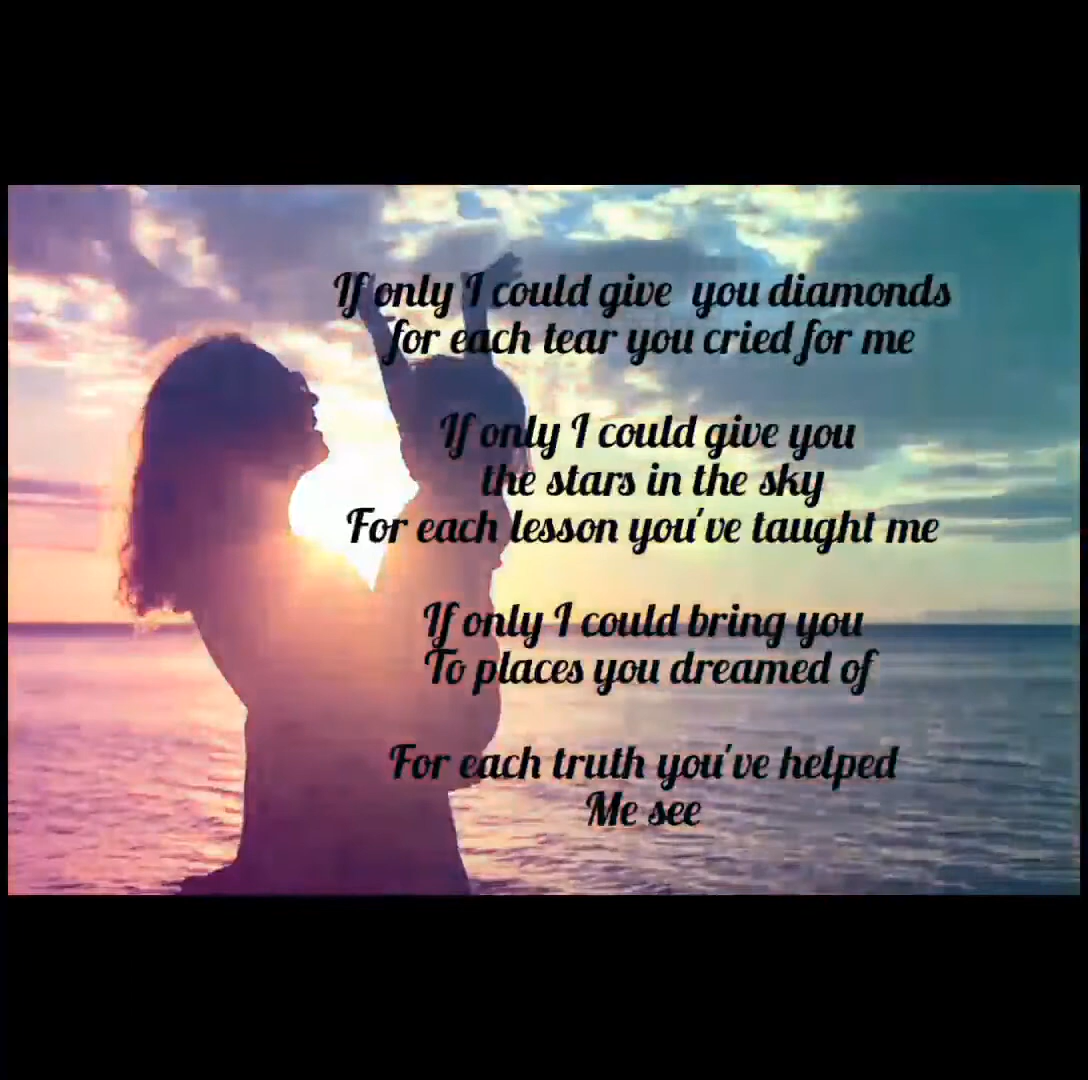 If only I could give you diamonds
for each tear you cried for me
If only I could give you
the stars in the sky
For each lesson you've taught me
If only I could bring you
To places you dreamed of
For each truth you've helped
Me see